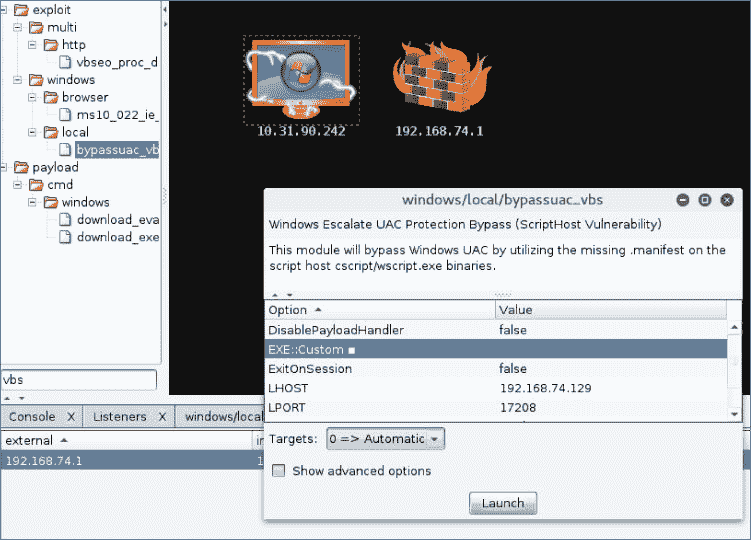 exploit
multi
http
vbseo_proc_d
windows
browser
ms10_022_ie_
local
bypassuac_vb
payload
cmd
windows
download_eva
download_exe
vbs
10.31.90.242
192.168.74.1
windows/local/bypassuac_vbs
Windows Escalate UAC Protection Bypass (ScriptHost Vulnerability)
This module will bypass Windows UAC by utilizing the missing .manifest on the
script host cscript/wscript.exe binaries.
Option Value
DisablePayloadHandler false
EXE::Custom
ExitOnSession false
LHOST 192.168.74.129
LPORT 17208
Targets: 0 => Automatic
Show advanced options
Launch
Console X Listeners X windows/local
external in
192.168.74.1 1